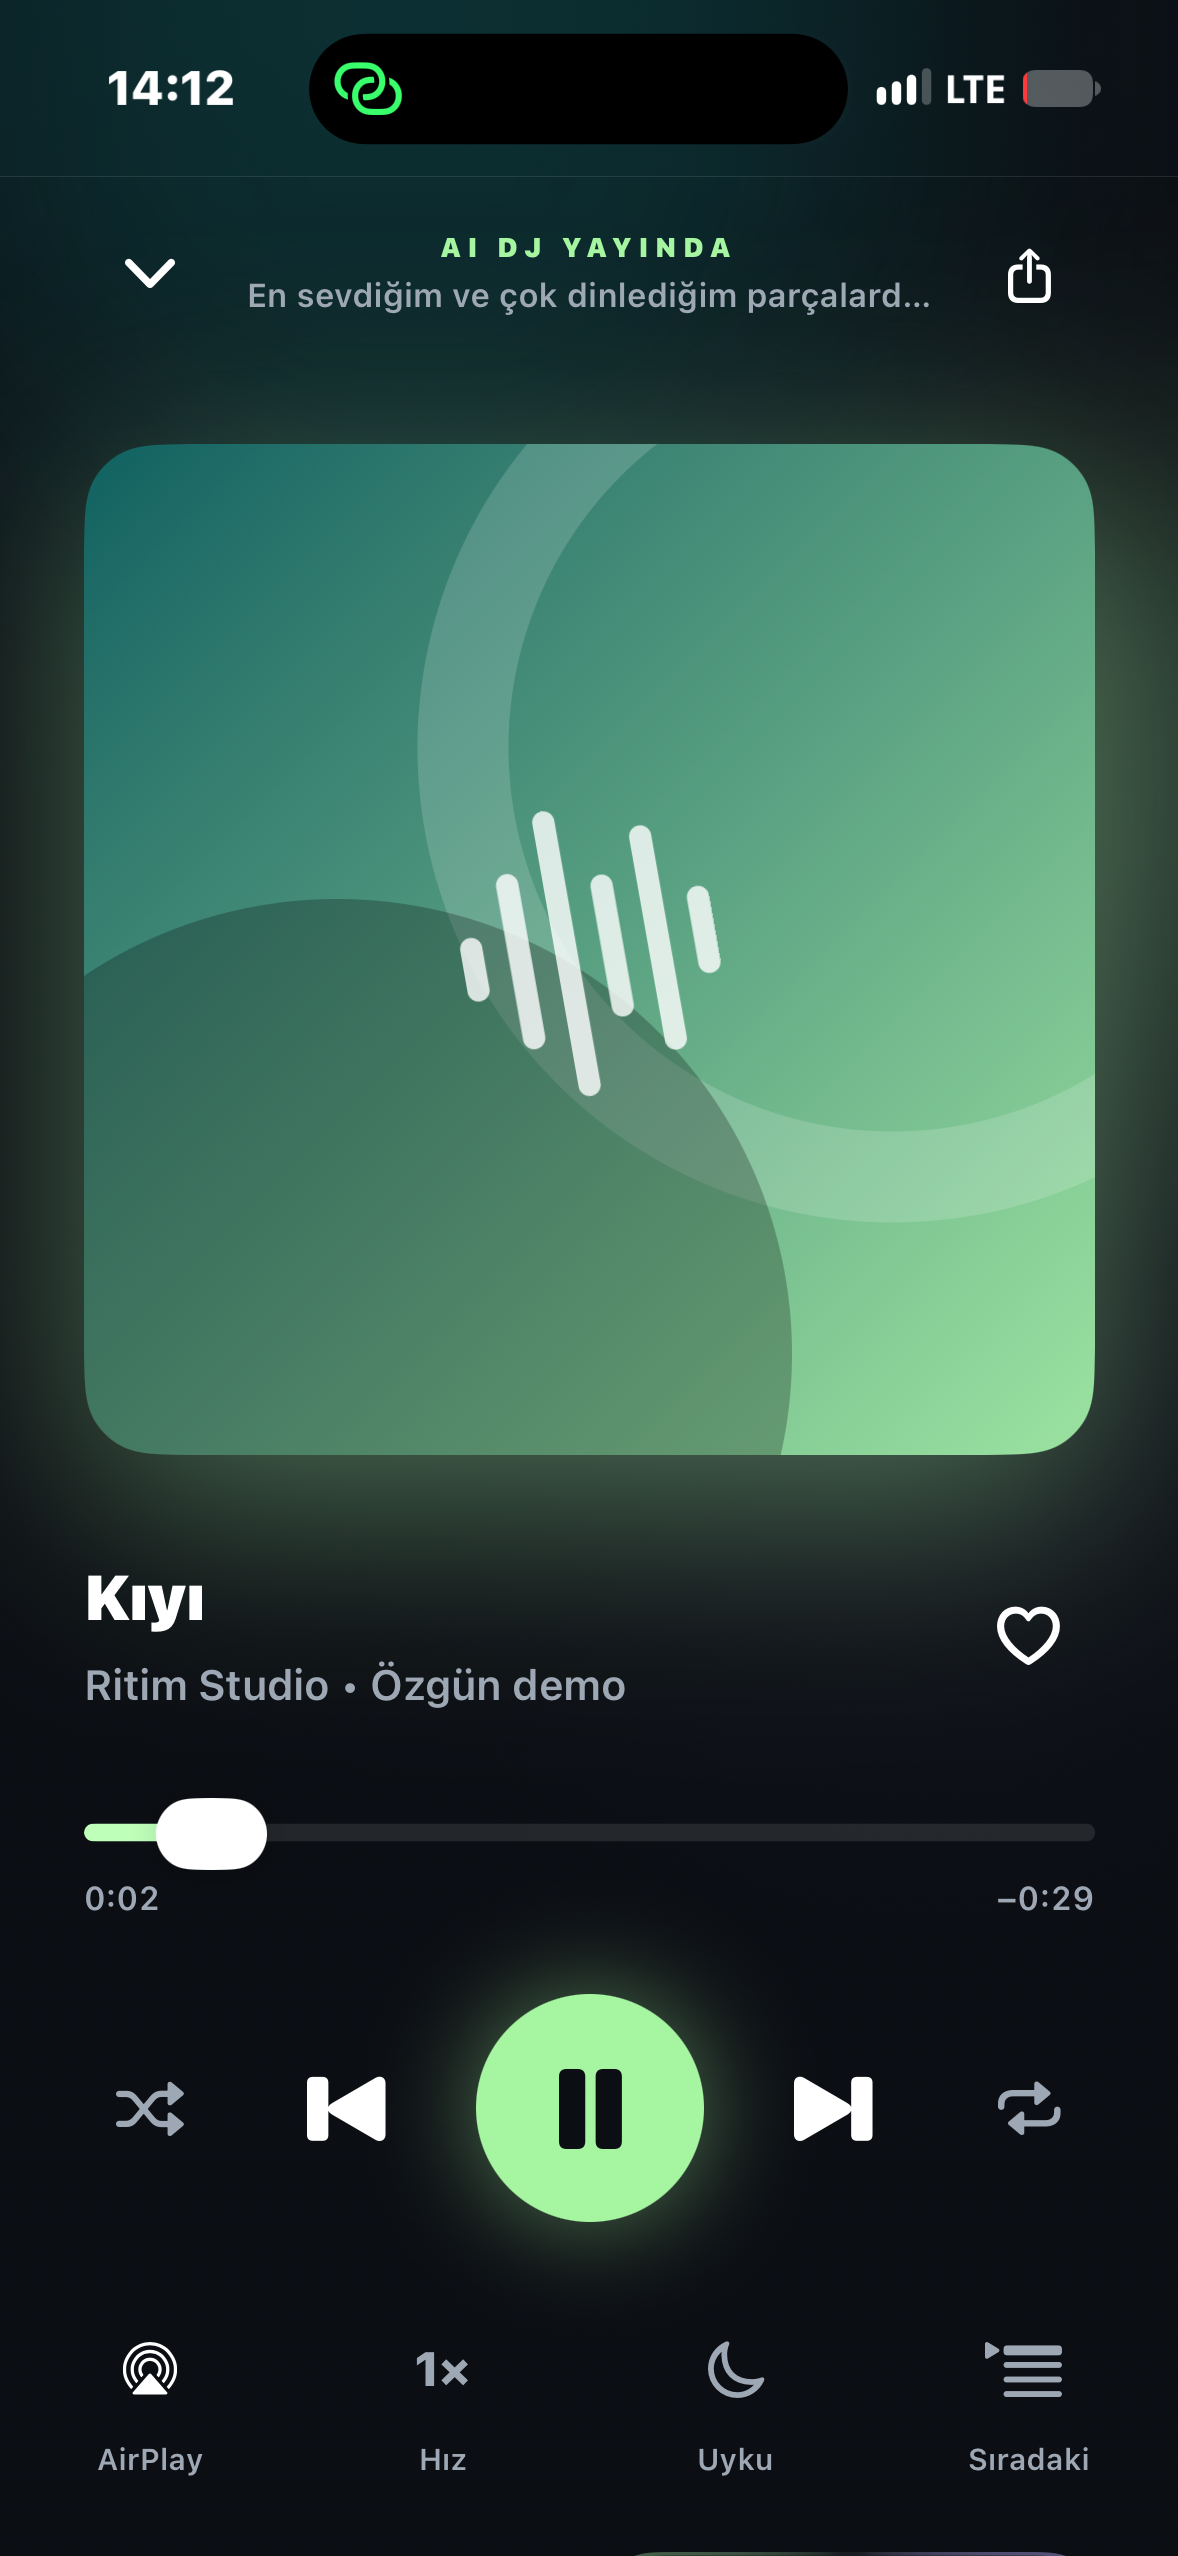 14:12
LTE
AI DJ YAYINDA
En sevdiğim ve çok dinlediğim parçalard...
Kıyı
Ritim Studio • Özgün demo
0:02
–0:29
1×
AirPlay
Hız
Uyku
Sıradaki